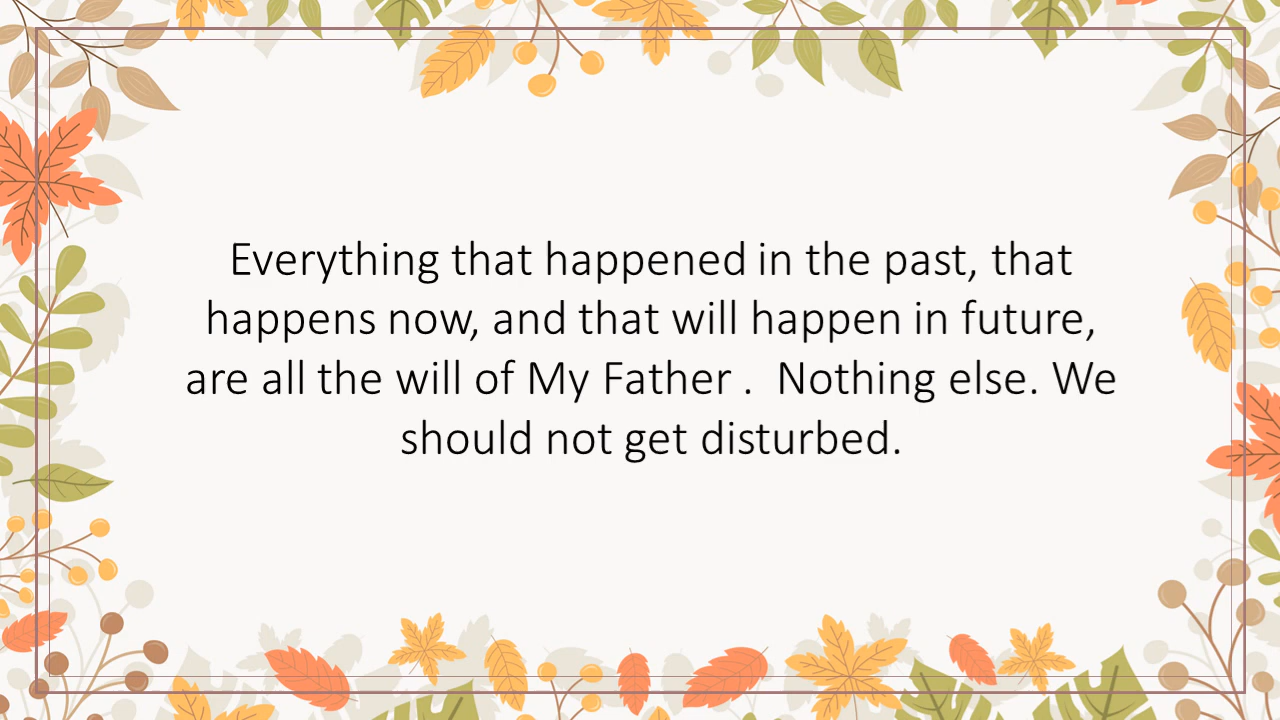 Everything that happened in the past, that
happens now, and that will happen in future,
are all the will of My Father .  Nothing else. We
should not get disturbed.